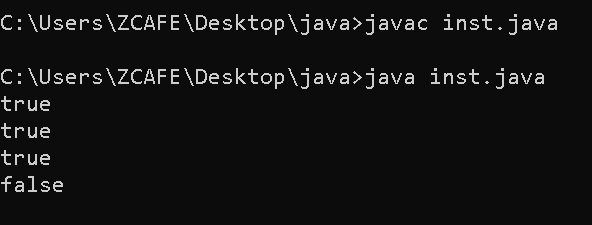 C:\Users\ZCAFE\Desktop\java>javac inst.java
C:\Users\ZCAFE\Desktop\java>java inst.java
true
true
true
false